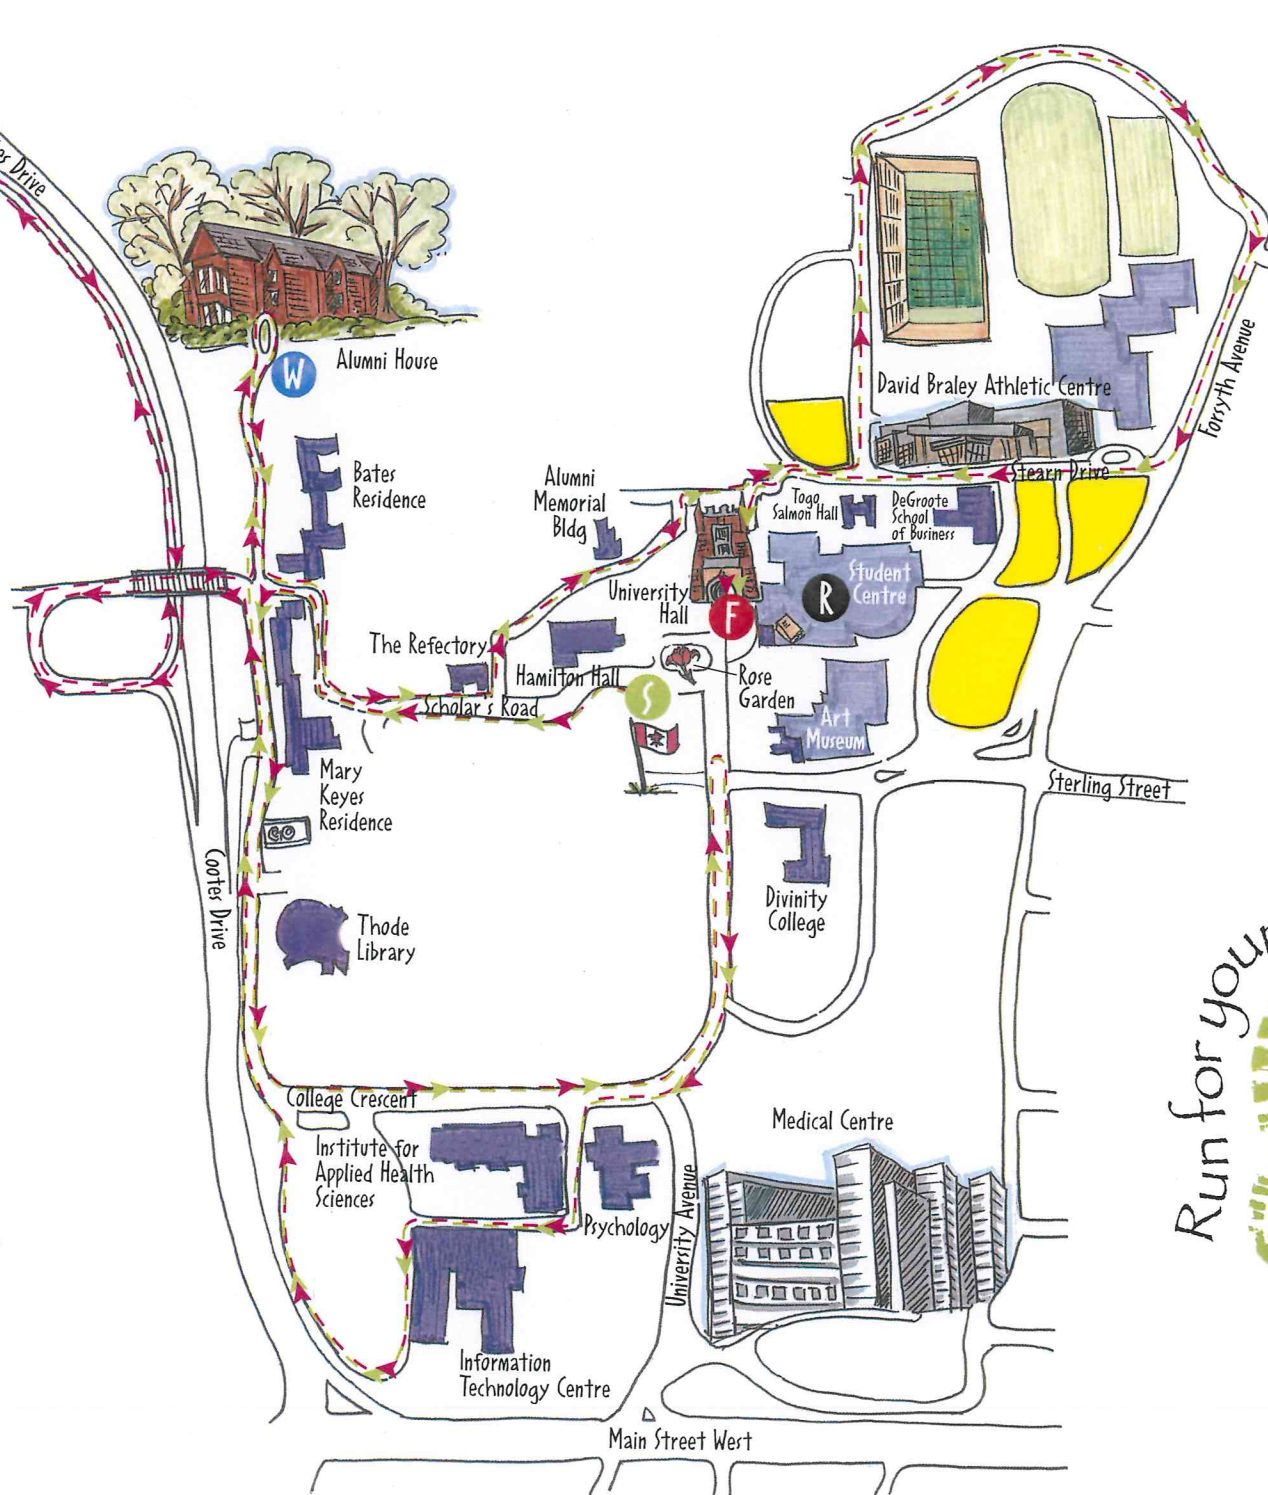 Drive
Alumni House
W
Bates
Residence
Alumni
Memorial
Bldg
David Braley Athletic Centre
Forsyth Avenue
Stearn Drive
Togo
Salmon Hall
DeGroote
School
of Business
University
Hall
F
R
Student
Centre
The Refectory
Hamilton Hall
S
Rose
Garden
Scholar's Road
Art
Museum
Mary
Keyes
Residence
GO
Sterling Street
Cootes Drive
Thode
Library
Divinity
College
Run for your
College Crescent
Institute for
Applied Health
Sciences
Psychology
University Avenue
Medical Centre
Information
Technology Centre
Main Street West